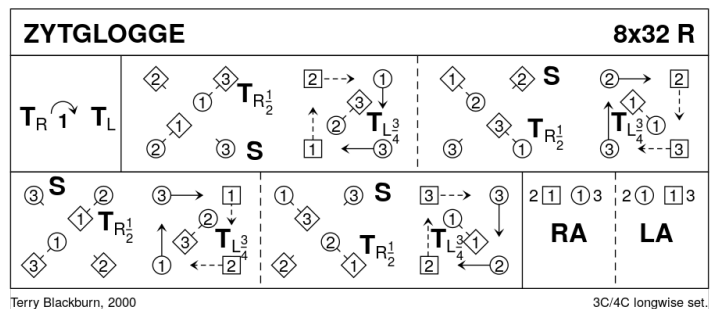 ZYTGLOGGE 8x32 R
TR 1 TL
2 3
1 TR½
1
2 3 S
2 1
3
2 TL¾
1 3
1 2 S
2
3 TR½
3 1
2 2
1
TL¾ 1
3 3
3 S 2
1 TR½
1
3 2
3 1
2
3 TL¾
1 2
1 3 S
3
2 TR½
2 1
3 3
1
TL¾ 1
2 2
2 1 1 3
RA
2 1 1 3
LA
Terry Blackburn, 2000
3C/4C longwise set.